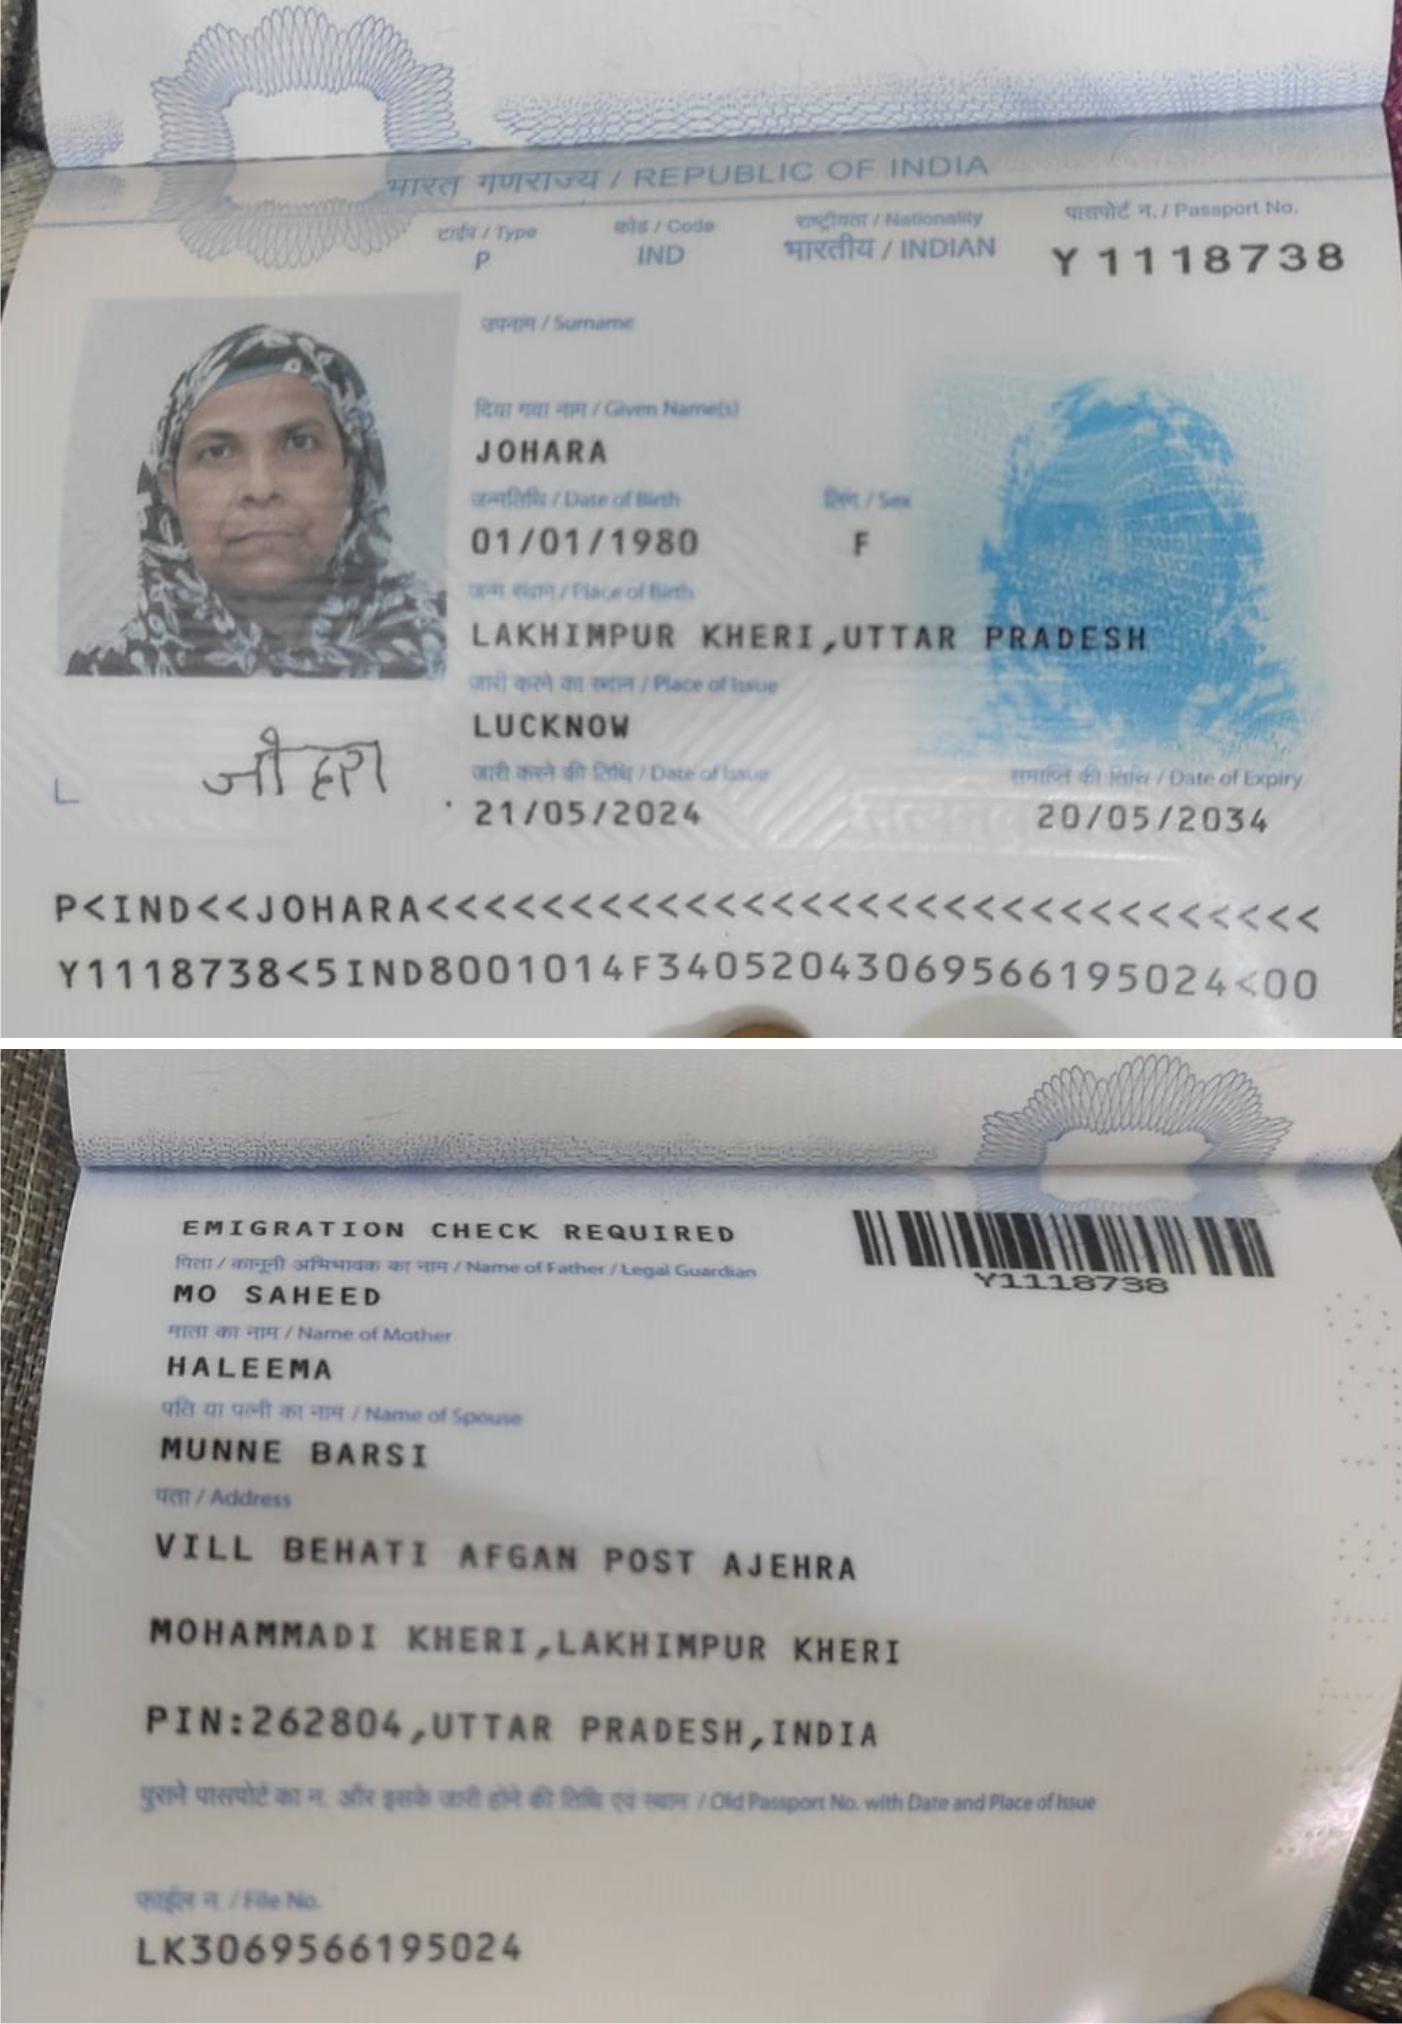 भारत गणराज्य / REPUBLIC OF INDIA
टाईप / Type
कोड / Code
राष्ट्रीयता / Nationality
पासपोर्ट न. / Passport No.
P
IND
भारतीय / INDIAN
Y1118738
उपनाम / Surname
दिया गया नाम / Given Name(s)
JOHARA
जन्मतिथि / Date of Birth
लिंग / Sex
01/01/1980
F
जन्म स्थान / Place of Birth
LAKHIMPUR KHERI,UTTAR PRADESH
जारी करने का स्थान / Place of Issue
LUCKNOW
जारी करने की तिथि / Date of Issue
समाप्ति की तिथि / Date of Expiry
21/05/2024
20/05/2034
L
P<IND<<JOHARA<<<<<<<<<<<<<<<<<<<<<<<<<<<<<<<
Y1118738<5IND8001014F3405204306956​6195024<00
EMIGRATION CHECK REQUIRED
पिता / कानूनी अभिभावक का नाम / Name of Father / Legal Guardian
MO SAHEED
Y1118738
माता का नाम / Name of Mother
HALEEMA
पति या पत्नी का नाम / Name of Spouse
MUNNE BARSI
पता / Address
VILL BEHATI AFGAN POST AJEHRA
MOHAMMADI KHERI,LAKHIMPUR KHERI
PIN:262804,UTTAR PRADESH,INDIA
पुराने पासपोर्ट का न. और इसके जारी होने की तिथि एवं स्थान / Old Passport No. with Date and Place of Issue
फाईल न. / File No.
LK3069566195024